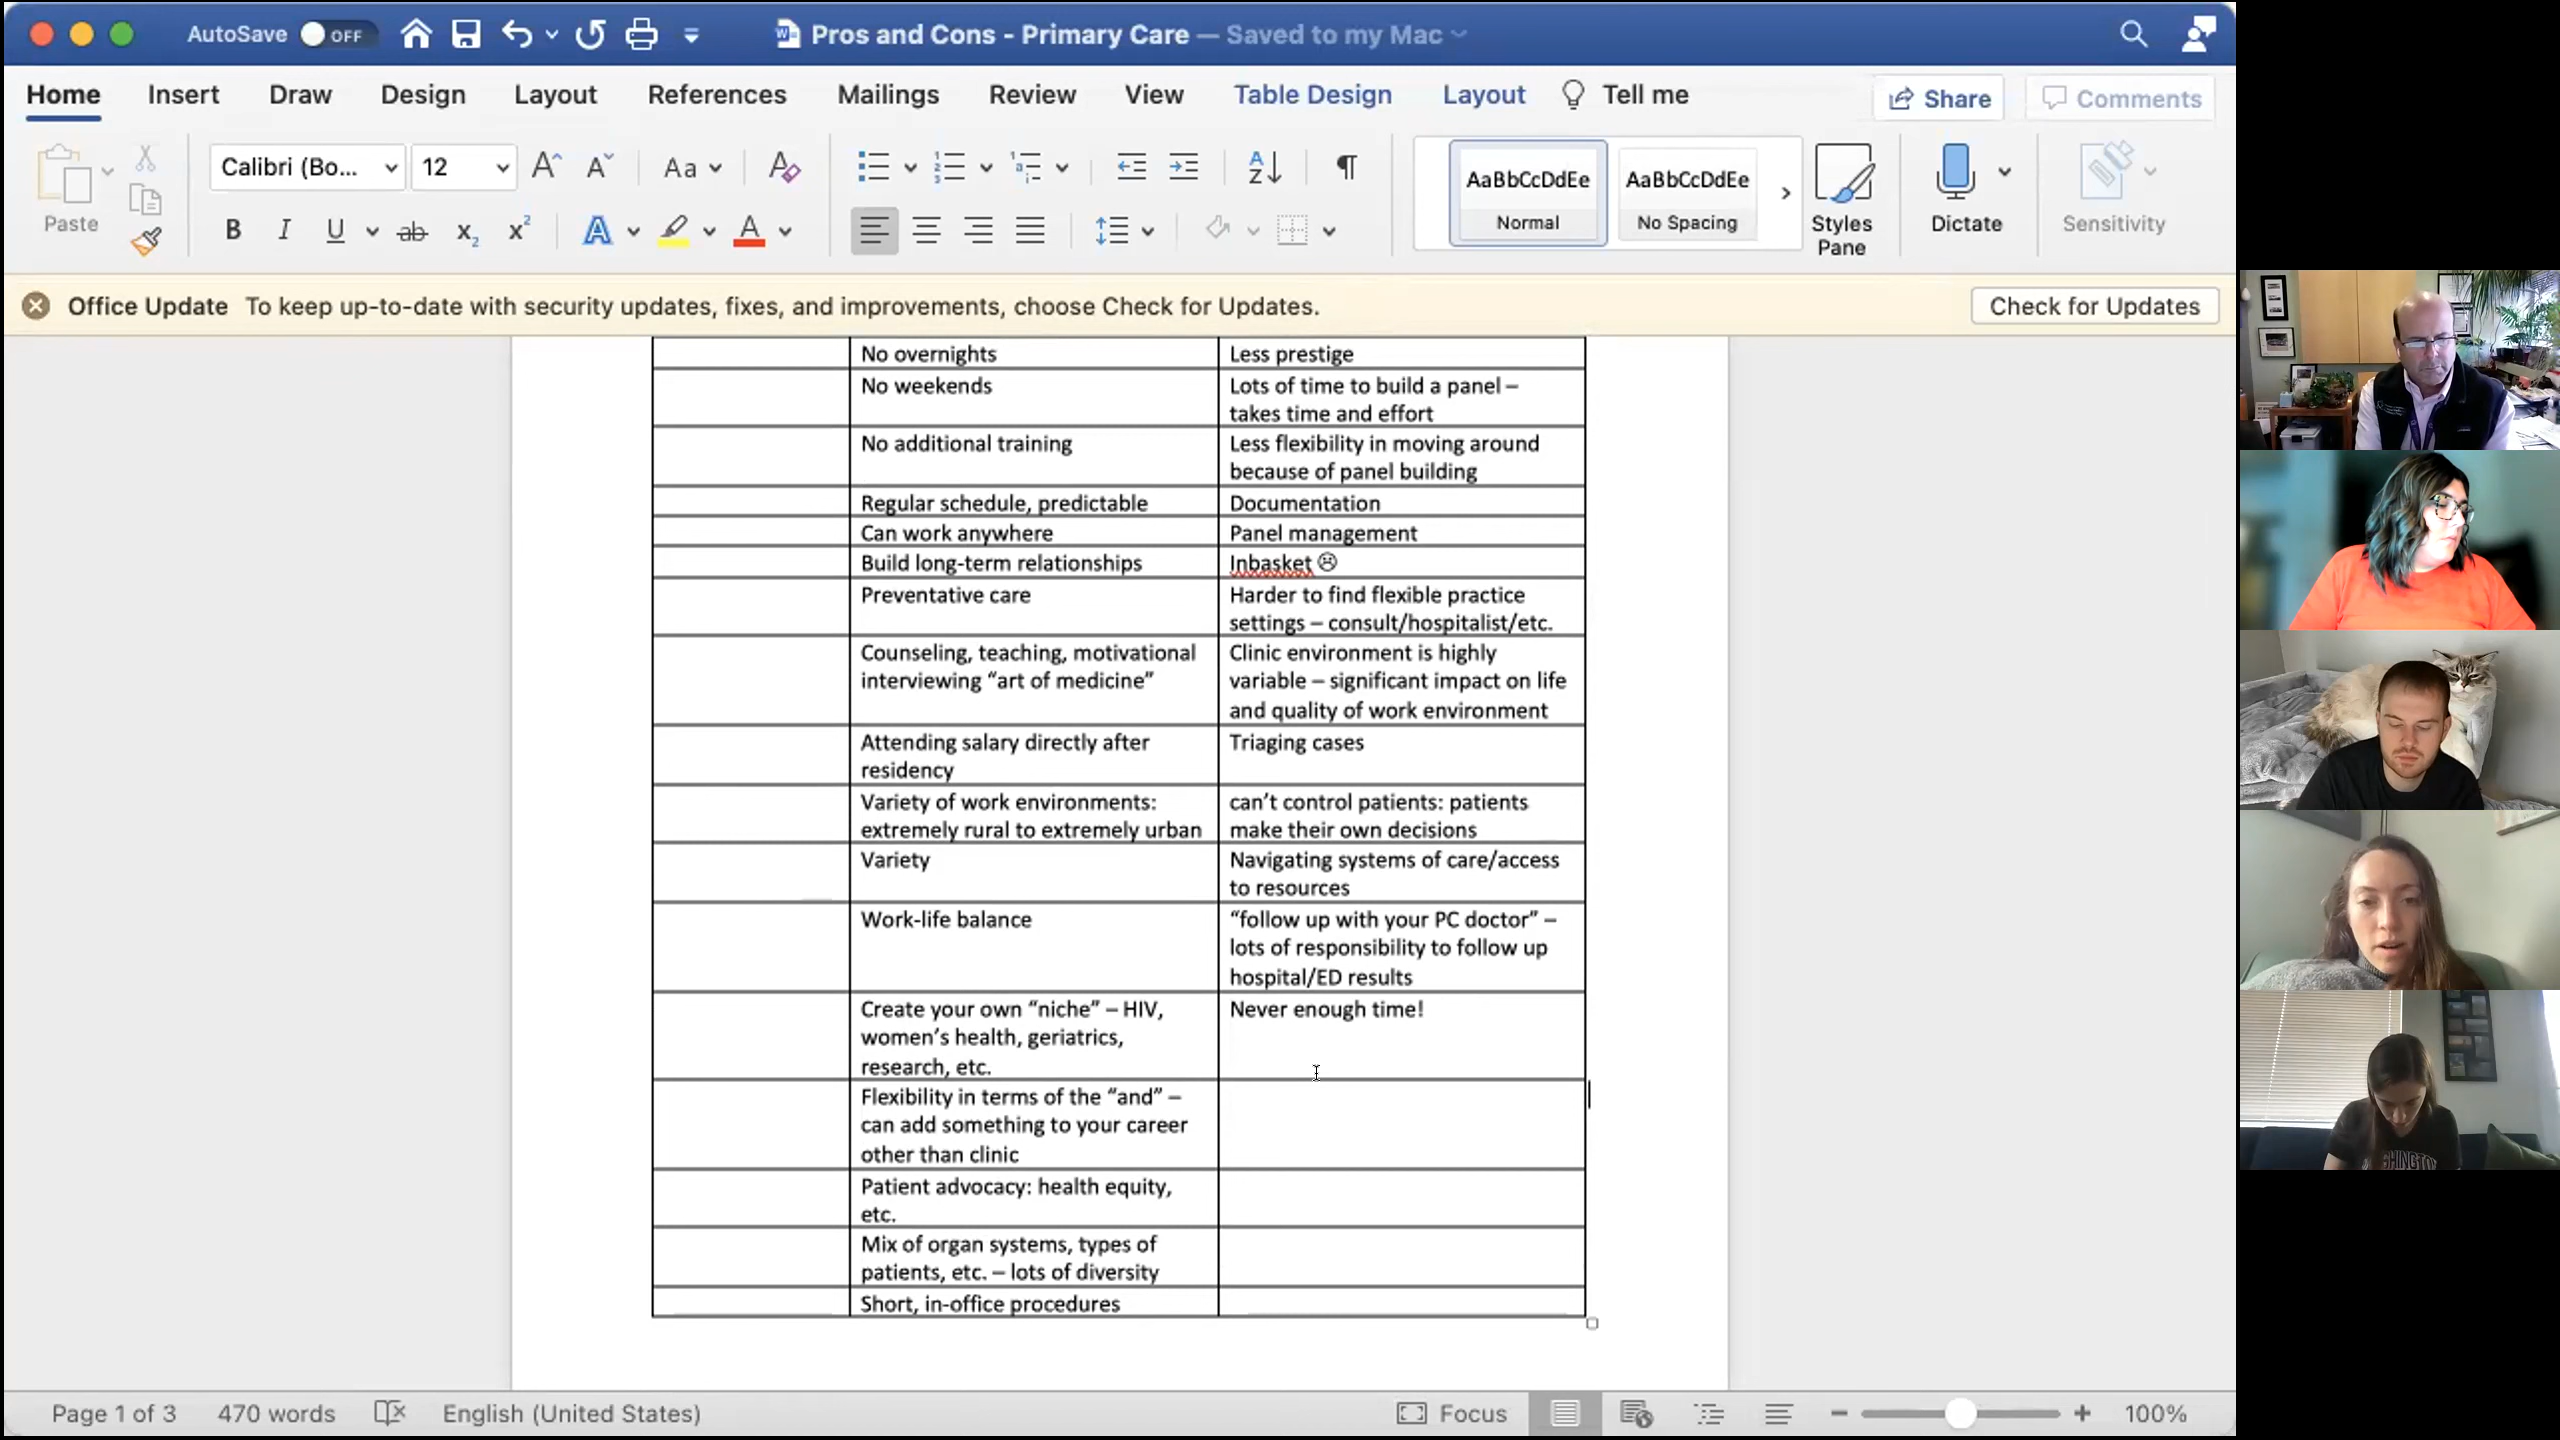 AutoSave OFF Pros and Cons - Primary Care — Saved to my Mac
Home Insert Draw Design Layout References Mailings Review View Table Design Layout Tell me Share Comments
Paste Calibri (Bo... 12 A A Aa A AaBbCcDdEe AaBbCcDdEe
B I U ab x2 x2 A A Normal No Spacing Styles Pane Dictate Sensitivity
Office Update To keep up-to-date with security updates, fixes, and improvements, choose Check for Updates. Check for Updates
No overnights
Less prestige
No weekends
Lots of time to build a panel –
takes time and effort
No additional training
Less flexibility in moving around
because of panel building
Regular schedule, predictable
Documentation
Can work anywhere
Panel management
Build long-term relationships
Inbasket ☹
Preventative care
Harder to find flexible practice
settings – consult/hospitalist/etc.
Counseling, teaching, motivational
interviewing “art of medicine”
Clinic environment is highly
variable – significant impact on life
and quality of work environment
Attending salary directly after
residency
Triaging cases
Variety of work environments:
extremely rural to extremely urban
can’t control patients: patients
make their own decisions
Variety
Navigating systems of care/access
to resources
Work-life balance
“follow up with your PC doctor” –
lots of responsibility to follow up
hospital/ED results
Create your own “niche” – HIV,
women’s health, geriatrics,
research, etc.
Never enough time!
Flexibility in terms of the “and” –
can add something to your career
other than clinic
Patient advocacy: health equity,
etc.
Mix of organ systems, types of
patients, etc. – lots of diversity
Short, in-office procedures
Page 1 of 3 470 words English (United States) Focus 100%